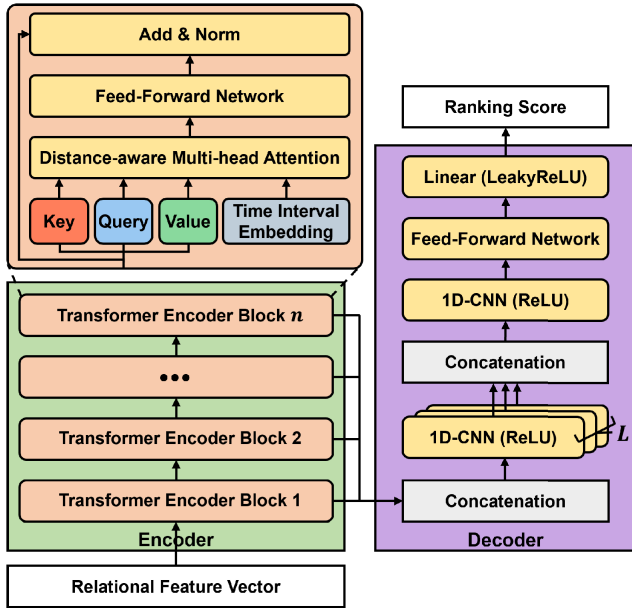 Add & Norm
Feed-Forward Network
Distance-aware Multi-head Attention
Key
Query
Value
Time Interval
Embedding
Transformer Encoder Block n
•••
Transformer Encoder Block 2
Transformer Encoder Block 1
Encoder
Relational Feature Vector
Ranking Score
Linear (LeakyReLU)
Feed-Forward Network
1D-CNN (ReLU)
Concatenation
1D-CNN (ReLU)
L
Concatenation
Decoder